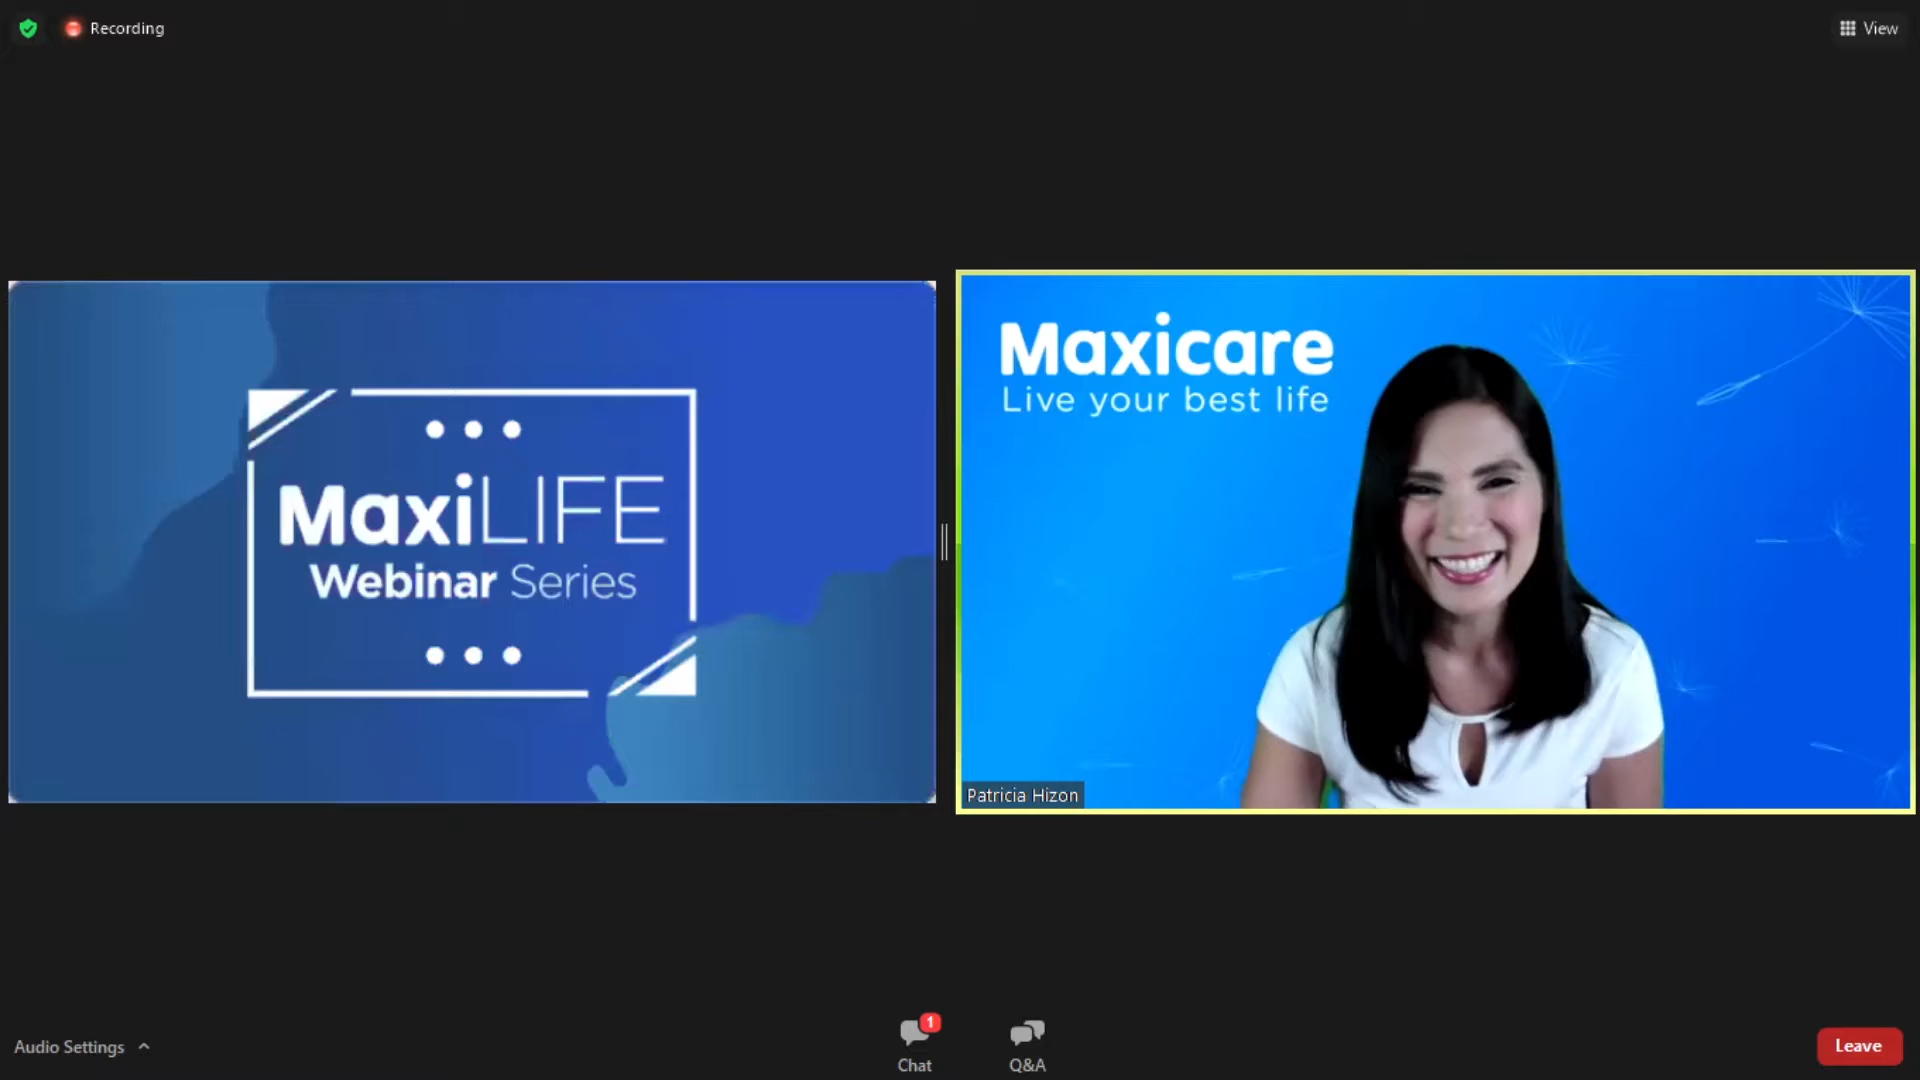 Recording
View
MaxiLIFE
Webinar Series
Maxicare
Live your best life
Patricia Hizon
Audio Settings
1
Chat
Q&A
Leave